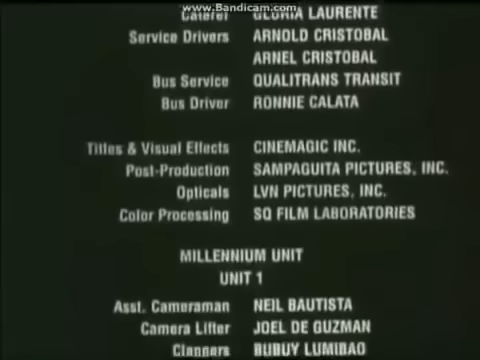 www.Bandicam.com
Caterer GLORIA LAURENTE
Service Drivers ARNOLD CRISTOBAL
ARNEL CRISTOBAL
Bus Service QUALITRANS TRANSIT
Bus Driver RONNIE CALATA
Titles & Visual Effects CINEMAGIC INC.
Post-Production SAMPAGUITA PICTURES, INC.
Opticals LVN PICTURES, INC.
Color Processing SQ FILM LABORATORIES
MILLENNIUM UNIT
UNIT 1
Asst. Cameraman NEIL BAUTISTA
Camera Lifter JOEL DE GUZMAN
Clappers BUBUY LUMIBAO